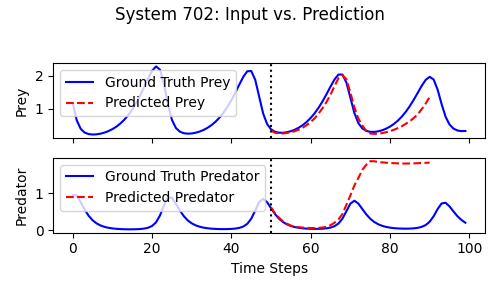 System 702: Input vs. Prediction
2
1
Prey
Ground Truth Prey
Predicted Prey
1
0
Predator
Ground Truth Predator
Predicted Predator
0 20 40 60 80 100
Time Steps